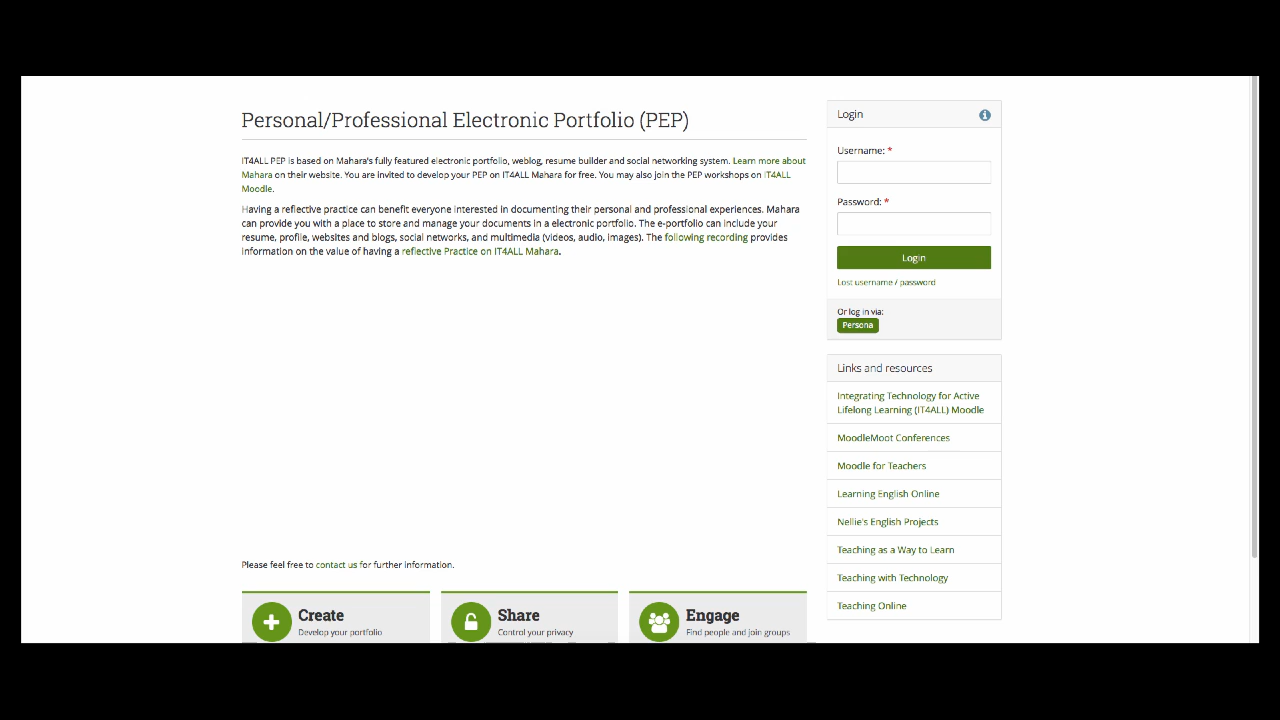 Personal/Professional Electronic Portfolio (PEP)
IT4ALL PEP is based on Mahara's fully featured electronic portfolio, weblog, resume builder and social networking system. Learn more about
Mahara on their website. You are invited to develop your PEP on IT4ALL Mahara for free. You may also join the PEP workshops on IT4ALL
Moodle.
Having a reflective practice can benefit everyone interested in documenting their personal and professional experiences. Mahara
can provide you with a place to store and manage your documents in a electronic portfolio. The e-portfolio can include your
resume, profile, websites and blogs, social networks, and multimedia (videos, audio, images). The following recording provides
information on the value of having a reflective Practice on IT4ALL Mahara.
Please feel free to contact us for further information.
Create
Develop your portfolio
Share
Control your privacy
Engage
Find people and join groups
Login
Username: *
Password: *
Login
Lost username / password
Or log in via:
Persona
Links and resources
Integrating Technology for Active
Lifelong Learning (IT4ALL) Moodle
MoodleMoot Conferences
Moodle for Teachers
Learning English Online
Nellie's English Projects
Teaching as a Way to Learn
Teaching with Technology
Teaching Online